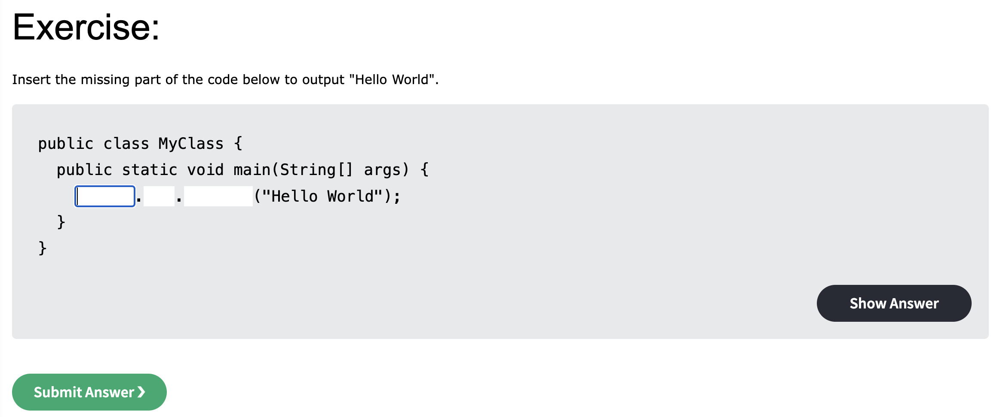 Exercise:
Insert the missing part of the code below to output "Hello World".
public class MyClass {
  public static void main(String[] args) {
    . . ("Hello World");
  }
}
Show Answer
Submit Answer ❯